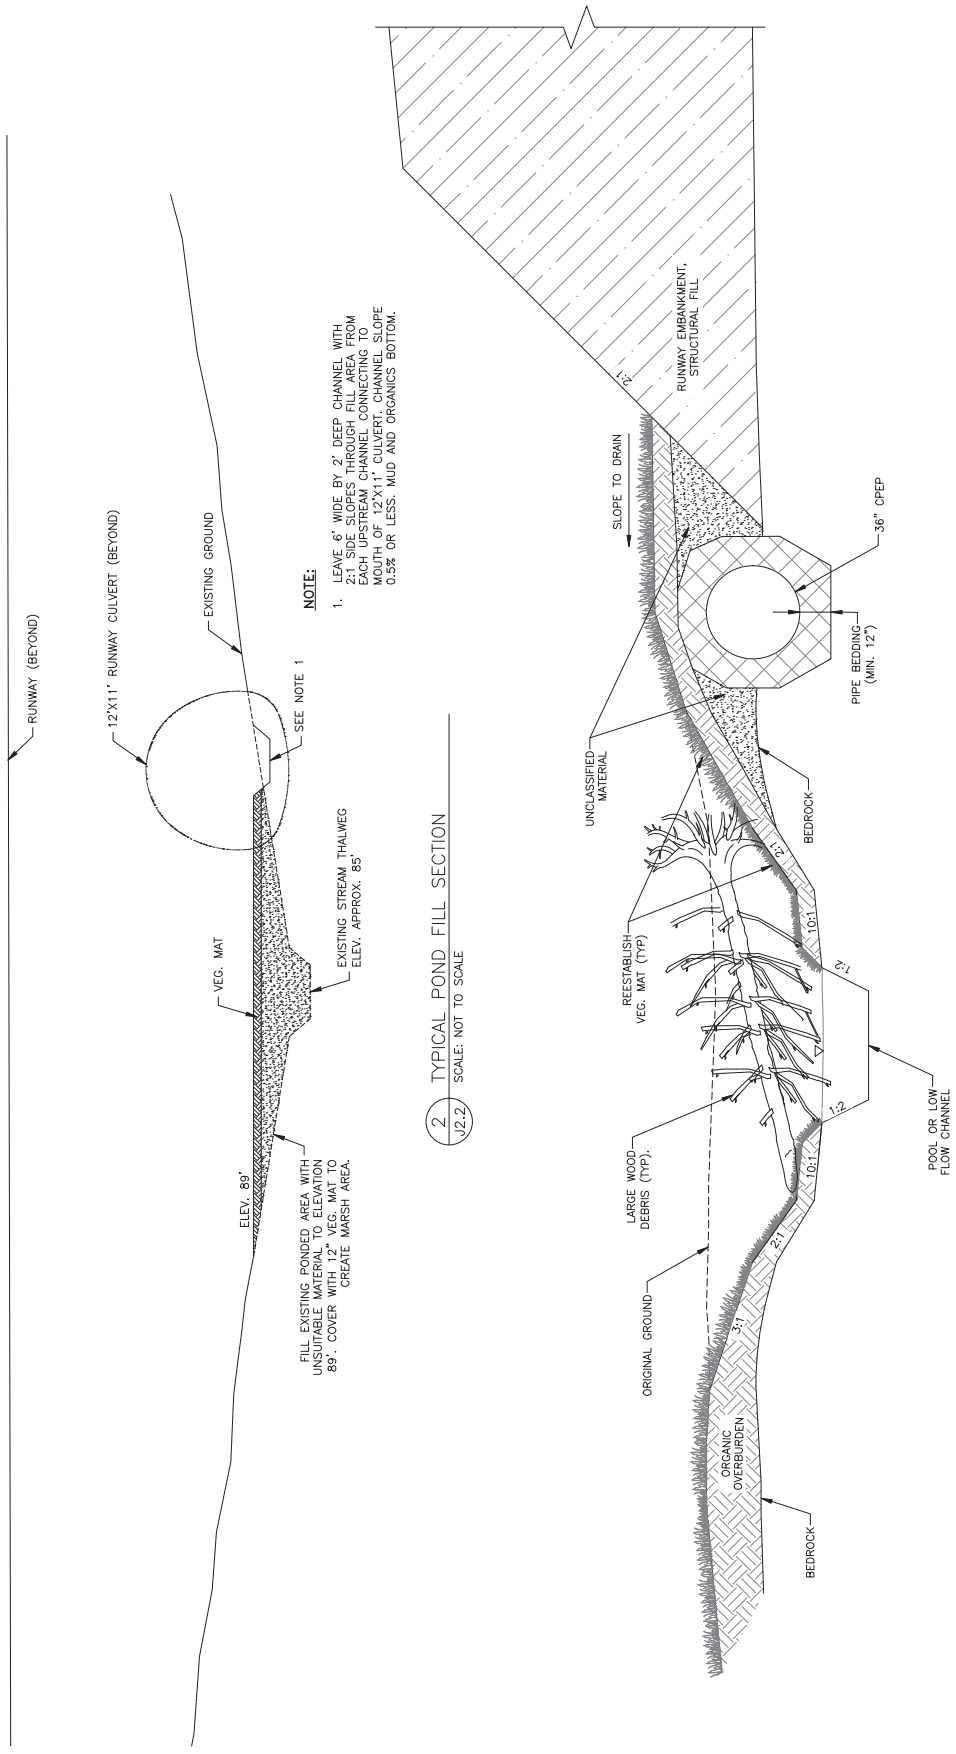 RUNWAY (BEYOND)
12'X11' RUNWAY CULVERT (BEYOND)
EXISTING GROUND
SEE NOTE 1
VEG. MAT
ELEV. 89'
EXISTING STREAM THALWEG
ELEV. APPROX. 85'
FILL EXISTING PONDED AREA WITH
UNSUITABLE MATERIAL TO ELEVATION
89'. COVER WITH 12" VEG. MAT TO
CREATE MARSH AREA.
NOTE:
1. LEAVE 6' WIDE BY 2' DEEP CHANNEL WITH
2:1 SIDE SLOPES THROUGH FILL AREA FROM
EACH UPSTREAM CHANNEL CONNECTING TO
MOUTH OF 12'X11' CULVERT. CHANNEL SLOPE
0.5% OR LESS. MUD AND ORGANICS BOTTOM.
2
J2.2
TYPICAL POND FILL SECTION
SCALE: NOT TO SCALE
2:1
RUNWAY EMBANKMENT,
STRUCTURAL FILL
SLOPE TO DRAIN
UNCLASSIFIED
MATERIAL
REESTABLISH
VEG. MAT (TYP)
LARGE WOOD
DEBRIS (TYP).
ORIGINAL GROUND
3:1
2:1
10:1
1:2
1:2
10:1
2:1
ORGANIC
OVERBURDEN
BEDROCK
BEDROCK
36" CPEP
PIPE BEDDING
(MIN. 12")
POOL OR LOW
FLOW CHANNEL